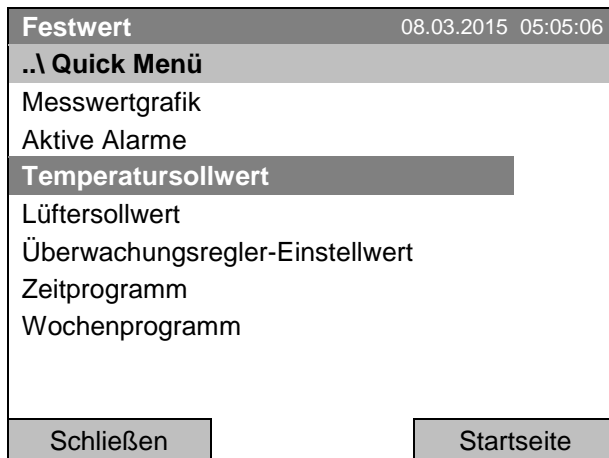 Festwert 08.03.2015 05:05:06
..\ Quick Menü
Messwertgrafik
Aktive Alarme
Temperatursollwert
Lüftersollwert
Überwachungsregler-Einstellwert
Zeitprogramm
Wochenprogramm
Schließen Startseite